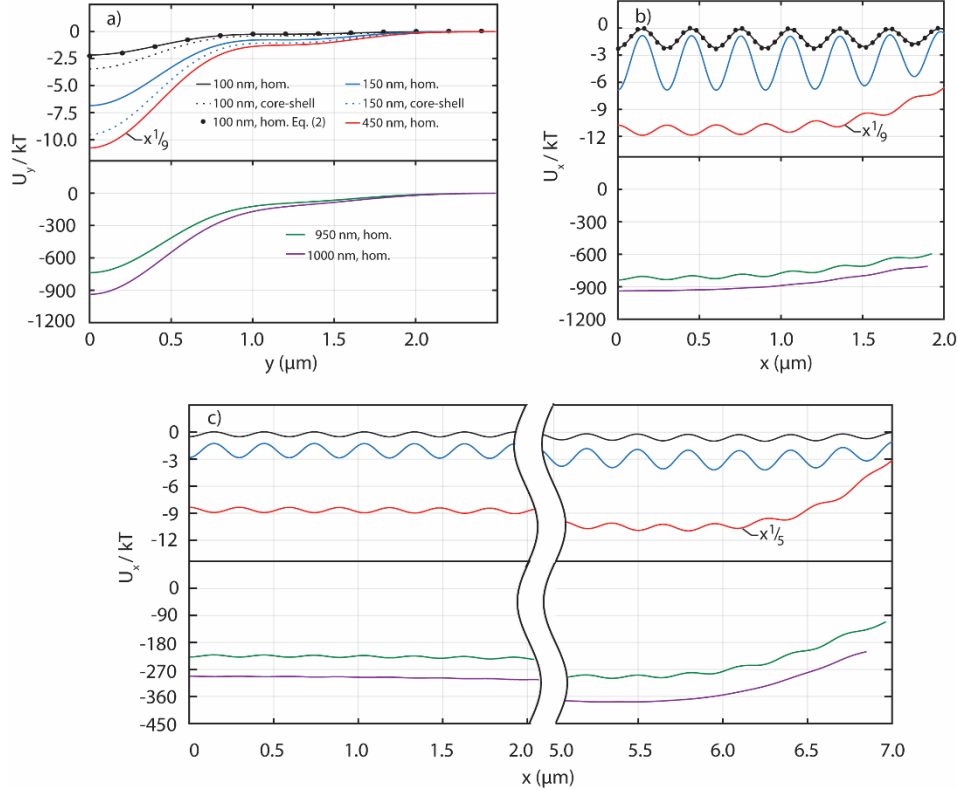 a)
0
-2.5
-5.0
-7.5
-10.0
100 nm, hom.
100 nm, core-shell
100 nm, hom. Eq. (2)
150 nm, hom.
150 nm, core-shell
450 nm, hom.
x 1/9
U_y / kT
0
-300
-600
-900
-1200
950 nm, hom.
1000 nm, hom.
0 0.5 1.0 1.5 2.0
y (μm)
b)
0
-3
-6
-9
-12
x 1/9
U_x / kT
0
-300
-600
-900
-1200
0 0.5 1.0 1.5 2.0
x (μm)
c)
0
-3
-6
-9
-12
x 1/5
U_x / kT
0
-90
-180
-270
-360
-450
0 0.5 1.0 1.5 2.0 5.0 5.5 6.0 6.5 7.0
x (μm)